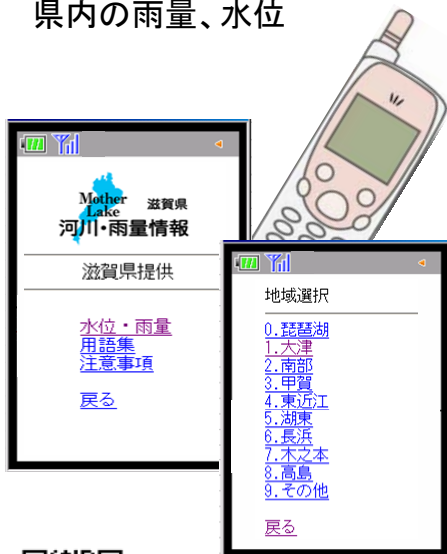 県内の雨量、水位
Mother
Lake
滋賀県
河川・雨量情報
滋賀県提供
水位・雨量
用語集
注意事項
戻る
地域選択
0.琵琶湖
1.大津
2.南部
3.甲賀
4.東近江
5.湖東
6.長浜
7.木之本
8.高島
9.その他
戻る